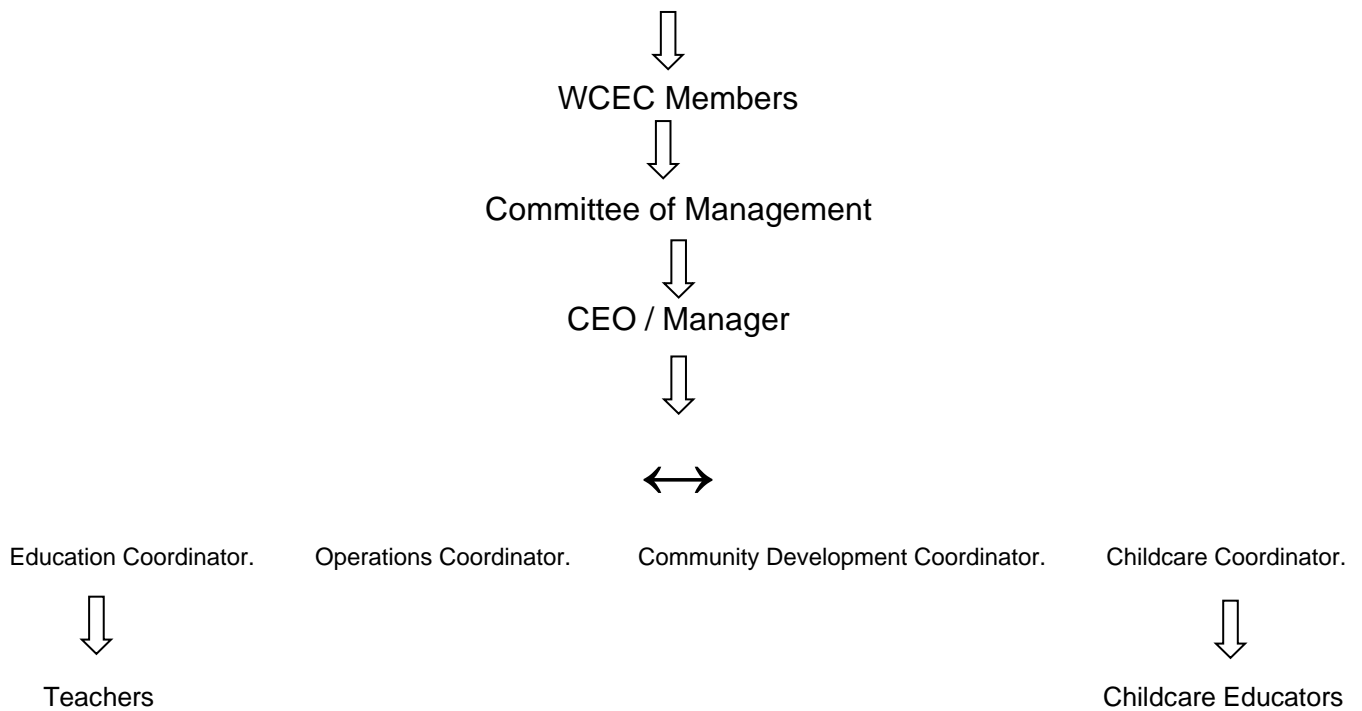 WCEC Members
Committee of Management
CEO / Manager
Education Coordinator. Operations Coordinator. Community Development Coordinator. Childcare Coordinator.
Teachers Childcare Educators